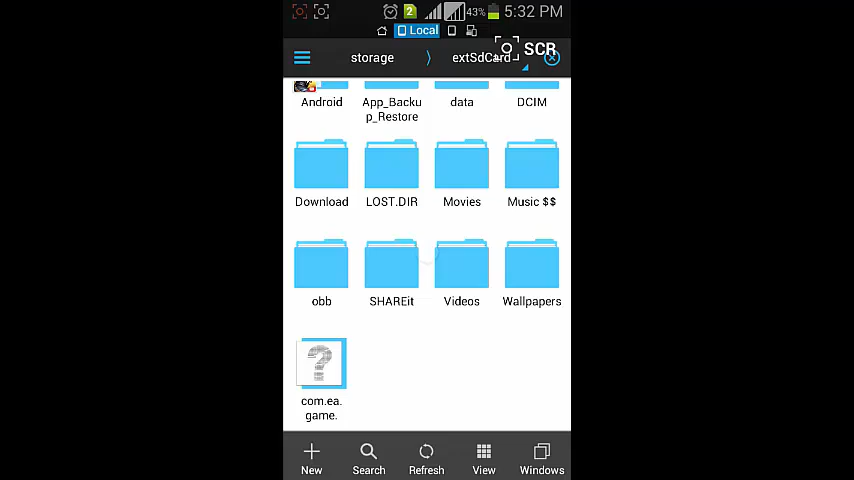 2 43% 5:32 PM
Local
storage 〉 extSdCard SCR
Android App_Backu data DCIM
p_Restore
Download LOST.DIR Movies Music $$
obb SHAREit Videos Wallpapers
?
com.ea.
game.
New Search Refresh View Windows